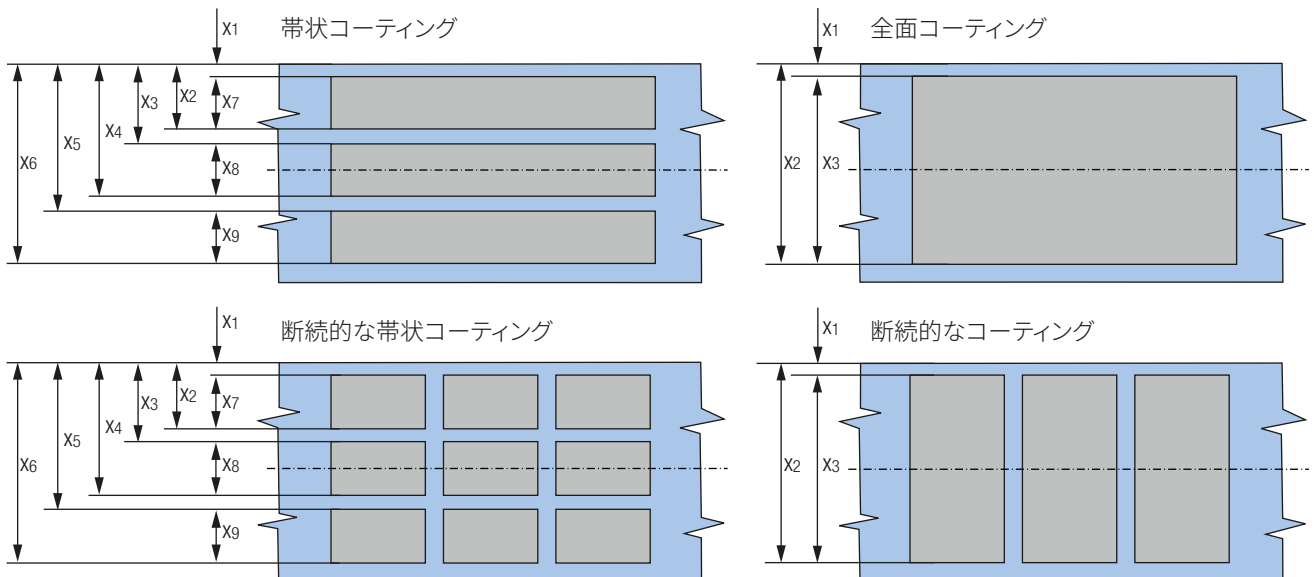 X1 帯状コーティング
X2
X3
X7
X4
X5
X6
X8
X9
X1 全面コーティング
X2 X3
X1 断続的な帯状コーティング
X2
X3
X7
X4
X5
X6
X8
X9
X1 断続的なコーティング
X2 X3